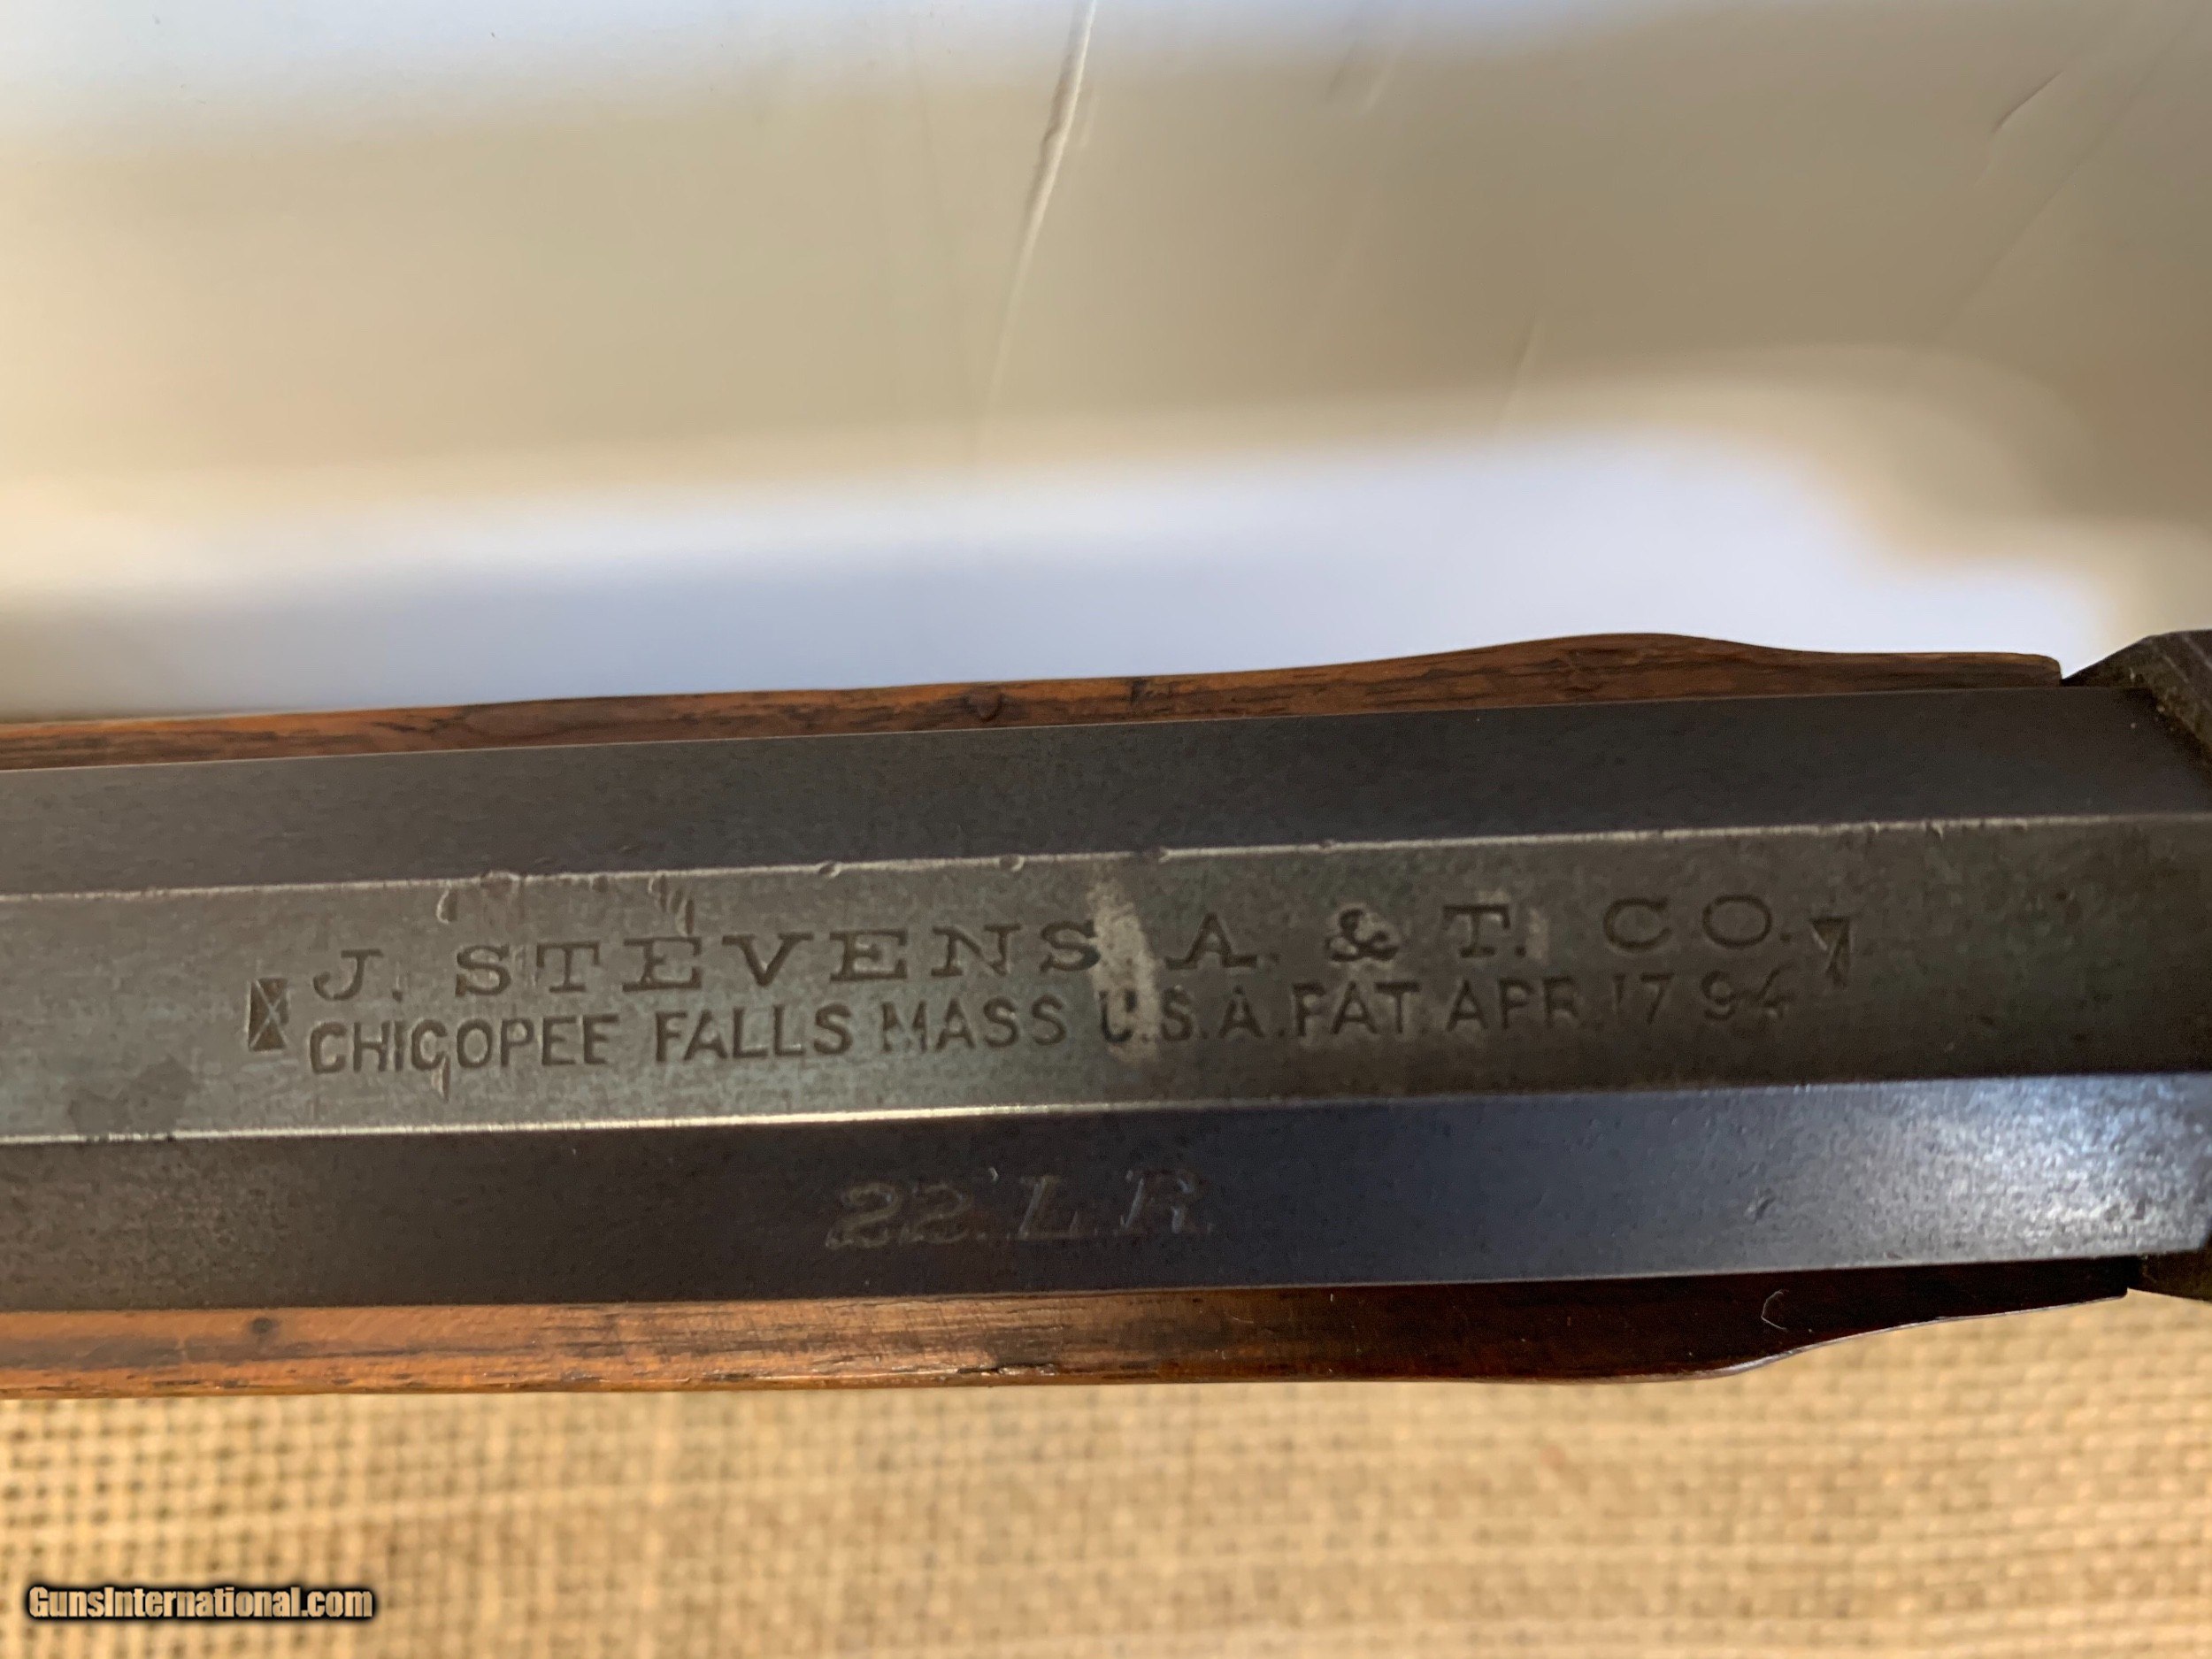 J. STEVENS A. & T. CO.
CHICOPEE FALLS MASS U.S.A. PAT. APR. 17 94
22.L.R.
GunsInternational.com